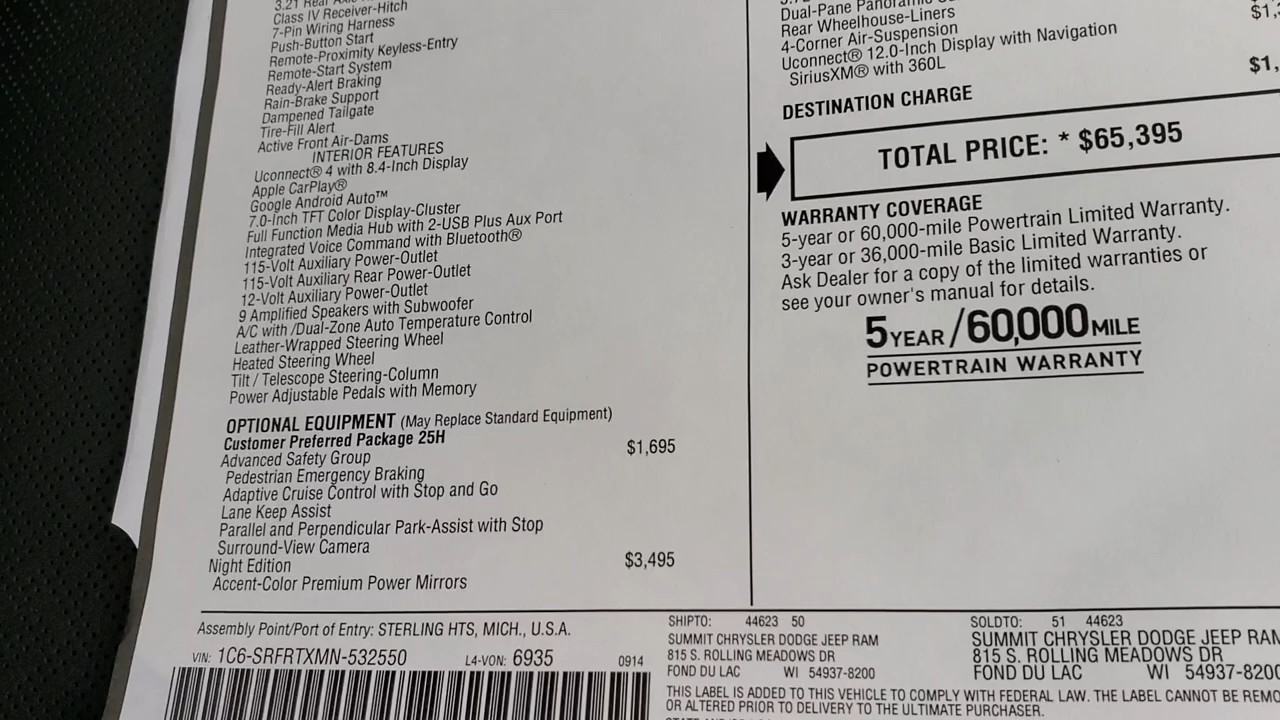 3.21 Rear
Class IV Receiver-Hitch
7-Pin Wiring Harness
Push-Button Start
Remote-Proximity Keyless-Entry
Remote-Start System
Ready-Alert Braking
Rain-Brake Support
Dampened Tailgate
Tire-Fill Alert
Active Front Air-Dams
INTERIOR FEATURES
Uconnect® 4 with 8.4-Inch Display
Apple CarPlay®
Google Android Auto™
7.0-Inch TFT Color Display-Cluster
Full Function Media Hub with 2-USB Plus Aux Port
Integrated Voice Command with Bluetooth®
115-Volt Auxiliary Power-Outlet
115-Volt Auxiliary Rear Power-Outlet
12-Volt Auxiliary Power-Outlet
9 Amplified Speakers with Subwoofer
A/C with /Dual-Zone Auto Temperature Control
Leather-Wrapped Steering Wheel
Heated Steering Wheel
Tilt / Telescope Steering-Column
Power Adjustable Pedals with Memory
OPTIONAL EQUIPMENT (May Replace Standard Equipment)
Customer Preferred Package 25H
Advanced Safety Group $1,695
Pedestrian Emergency Braking
Adaptive Cruise Control with Stop and Go
Lane Keep Assist
Parallel and Perpendicular Park-Assist with Stop
Surround-View Camera
Night Edition $3,495
Accent-Color Premium Power Mirrors
Dual-Pane Panoramic
Rear Wheelhouse-Liners
4-Corner Air-Suspension
Uconnect® 12.0-Inch Display with Navigation
SiriusXM® with 360L
DESTINATION CHARGE
TOTAL PRICE: * $65,395
WARRANTY COVERAGE
5-year or 60,000-mile Powertrain Limited Warranty.
3-year or 36,000-mile Basic Limited Warranty.
Ask Dealer for a copy of the limited warranties or
see your owner's manual for details.
5 YEAR / 60,000 MILE
POWERTRAIN WARRANTY
Assembly Point/Port of Entry: STERLING HTS, MICH., U.S.A.
VIN: 1C6-SRFRTXMN-532550 L4-VON: 6935 0914
SHIPTO: 44623 50
SUMMIT CHRYSLER DODGE JEEP RAM
815 S. ROLLING MEADOWS DR
FOND DU LAC WI 54937-8200
SOLDTO: 51 44623
SUMMIT CHRYSLER DODGE JEEP RAM
815 S. ROLLING MEADOWS DR
FOND DU LAC WI 54937-8200
THIS LABEL IS ADDED TO THIS VEHICLE TO COMPLY WITH FEDERAL LAW. THE LABEL CANNOT BE REMO
OR ALTERED PRIOR TO DELIVERY TO THE ULTIMATE PURCHASER.